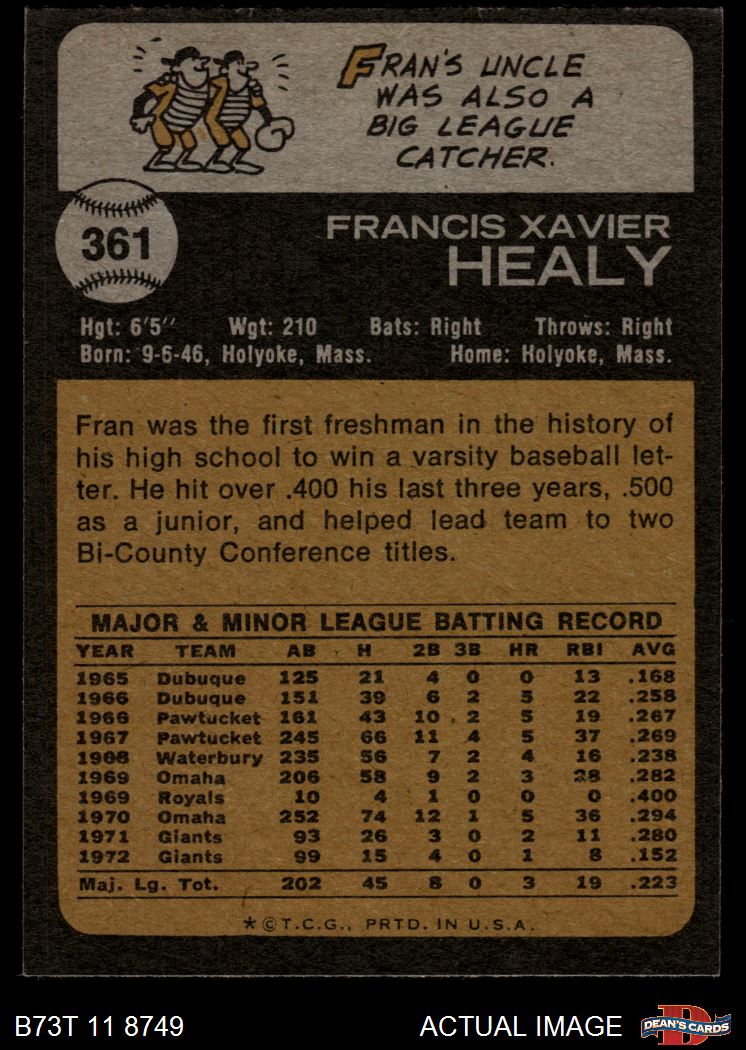 FRAN'S UNCLE
WAS ALSO A
BIG LEAGUE
CATCHER.
361
FRANCIS XAVIER
HEALY
Hgt: 6'5" Wgt: 210 Bats: Right Throws: Right
Born: 9-6-46, Holyoke, Mass. Home: Holyoke, Mass.
Fran was the first freshman in the history of
his high school to win a varsity baseball let-
ter. He hit over .400 his last three years, .500
as a junior, and helped lead team to two
Bi-County Conference titles.
MAJOR & MINOR LEAGUE BATTING RECORD
YEAR TEAM AB H 2B 3B HR RBI AVG
1965 Dubuque 125 21 4 0 0 13 .168
1966 Dubuque 151 39 6 2 5 22 .258
1966 Pawtucket 161 43 10 2 5 19 .267
1967 Pawtucket 245 66 11 4 5 37 .269
1968 Waterbury 235 56 7 2 4 16 .238
1969 Omaha 206 58 9 2 3 28 .282
1969 Royals 10 4 1 0 0 0 .400
1970 Omaha 252 74 12 1 5 36 .294
1971 Giants 93 26 3 0 2 11 .280
1972 Giants 99 15 4 0 1 8 .152
Maj. Lg. Tot. 202 45 8 0 3 19 .223
*©T.C.G., PRTD. IN U.S.A.
B73T 11 8749 ACTUAL IMAGE DEAN'S CARDS